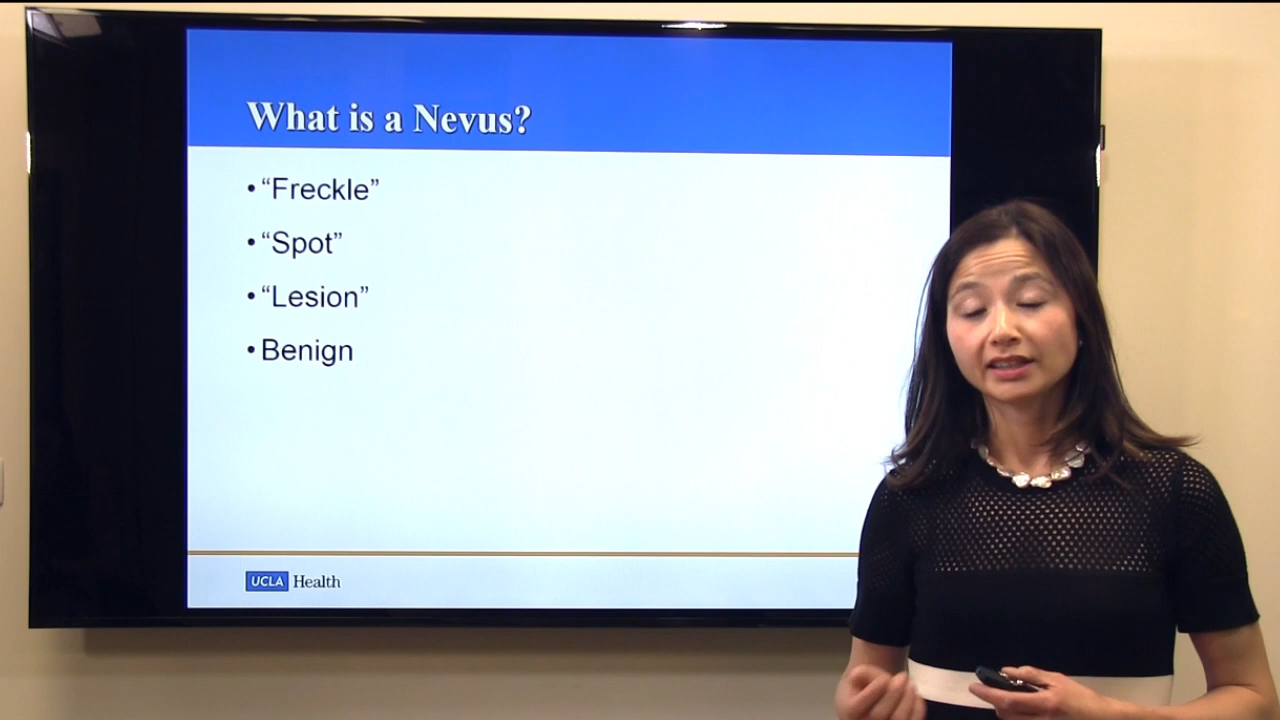 What is a Nevus?
• “Freckle”
• “Spot”
• “Lesion”
• Benign
UCLA Health